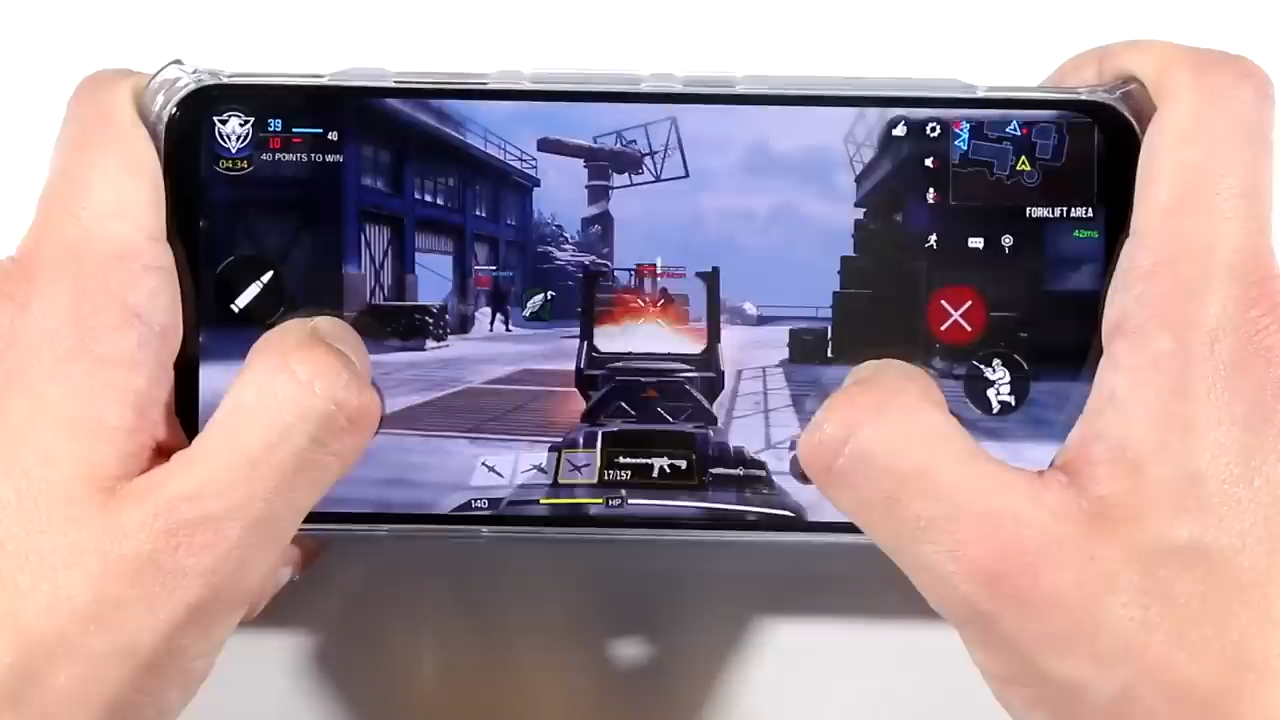 39
10
40
04:34
40 POINTS TO WIN
FORKLIFT AREA
42ms
17/157
140
HP